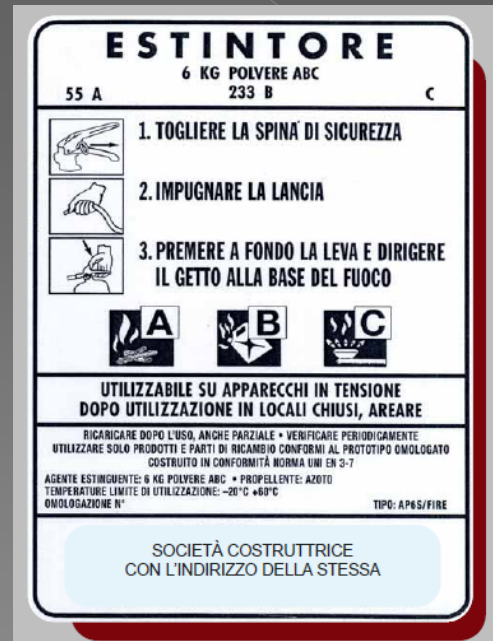 ESTINTORE
6 KG POLVERE ABC
55 A 233 B C
1. TOGLIERE LA SPINA DI SICUREZZA
2. IMPUGNARE LA LANCIA
3. PREMERE A FONDO LA LEVA E DIRIGERE
IL GETTO ALLA BASE DEL FUOCO
A B C
UTILIZZABILE SU APPARECCHI IN TENSIONE
DOPO UTILIZZAZIONE IN LOCALI CHIUSI, AREARE
RICARICARE DOPO L'USO, ANCHE PARZIALE • VERIFICARE PERIODICAMENTE
UTILIZZARE SOLO PRODOTTI E PARTI DI RICAMBIO CONFORMI AL PROTOTIPO OMOLOGATO
COSTRUITO IN CONFORMITÀ NORMA UNI EN 3-7
AGENTE ESTINGUENTE: 6 KG POLVERE ABC • PROPELLENTE: AZOTO
TEMPERATURE LIMITE DI UTILIZZAZIONE: -20°C +60°C
OMOLOGAZIONE N° TIPO: AP6S/FIRE
SOCIETÀ COSTRUTTRICE
CON L'INDIRIZZO DELLA STESSA